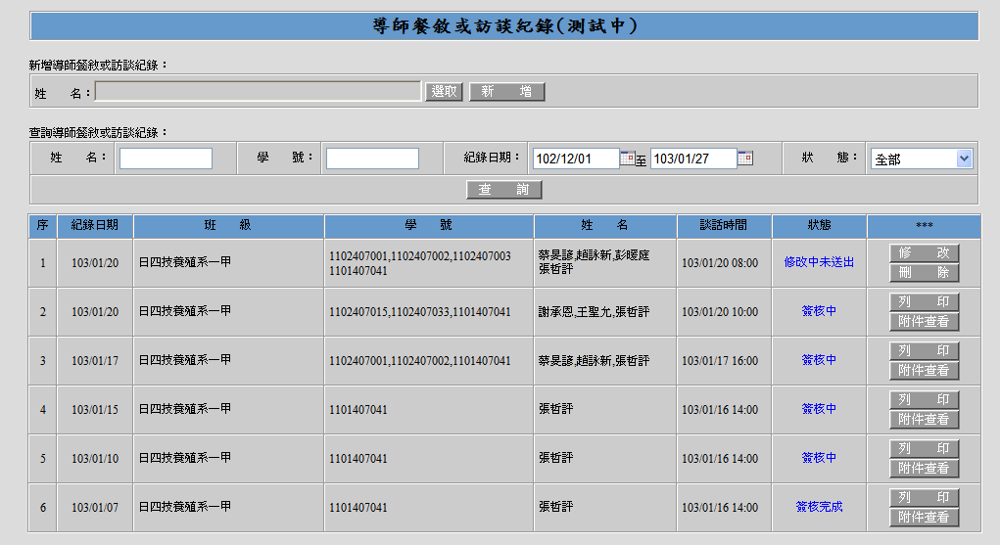 導師餐敘或訪談紀錄(測試中)
新增導師餐敘或訪談紀錄：
姓　　名： 選取 新　　增
查詢導師餐敘或訪談紀錄：
姓　　名： 學　　號： 紀錄日期： 102/12/01 至 103/01/27 狀　　態： 全部
查　　詢
序 紀錄日期 班　　級 學　　號 姓　　名 談話時間 狀態 ***
1 103/01/20 日四技養殖系一甲 1102407001,1102407002,1102407003 蔡旻諺,趙詠新,彭暖庭 103/01/20 08:00 修改中未送出 修　　改
1101407041 張哲評 刪　　除
2 103/01/20 日四技養殖系一甲 1102407015,1102407033,1101407041 謝承恩,王聖允,張哲評 103/01/20 10:00 簽核中 列　　印
附件查看
3 103/01/17 日四技養殖系一甲 1102407001,1102407002,1101407041 蔡旻諺,趙詠新,張哲評 103/01/17 16:00 簽核中 列　　印
附件查看
4 103/01/15 日四技養殖系一甲 1101407041 張哲評 103/01/16 14:00 簽核中 列　　印
附件查看
5 103/01/10 日四技養殖系一甲 1101407041 張哲評 103/01/16 14:00 簽核中 列　　印
附件查看
6 103/01/07 日四技養殖系一甲 1101407041 張哲評 103/01/16 14:00 簽核完成 列　　印
附件查看